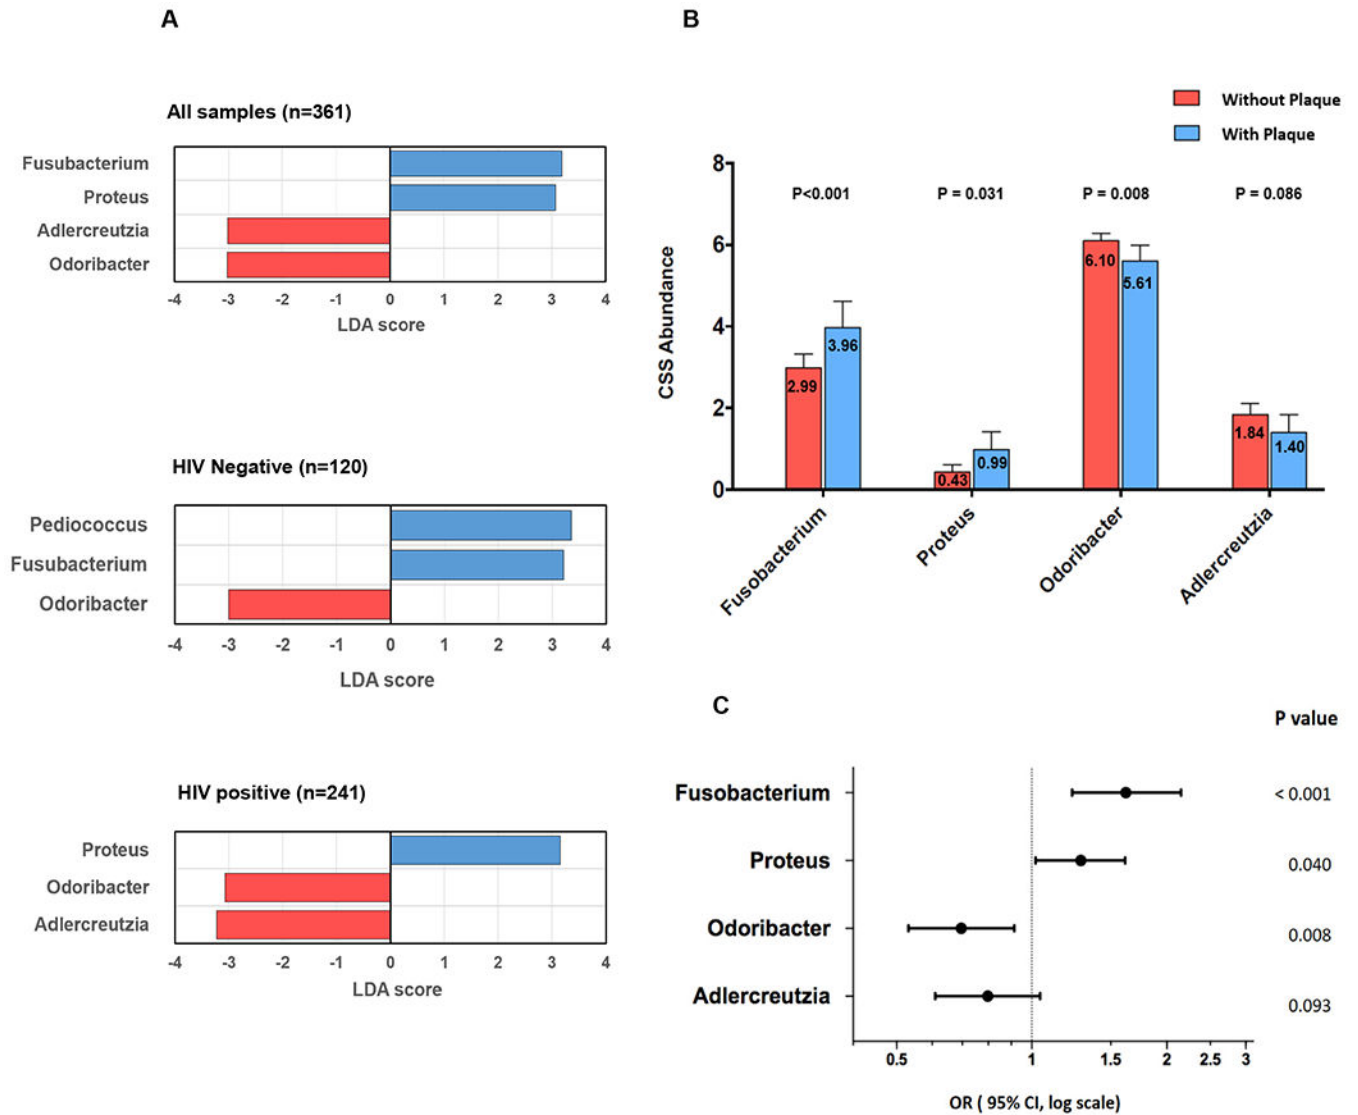 A
All samples (n=361)
Fusubacterium
Proteus
Adlercreutzia
Odoribacter
-4 -3 -2 -1 0 1 2 3 4
LDA score
HIV Negative (n=120)
Pediococcus
Fusubacterium
Odoribacter
-4 -3 -2 -1 0 1 2 3 4
LDA score
HIV positive (n=241)
Proteus
Odoribacter
Adlercreutzia
-4 -3 -2 -1 0 1 2 3 4
LDA score
B
Without Plaque
With Plaque
CSS Abundance
8
6
4
2
0
P<0.001 P = 0.031 P = 0.008 P = 0.086
2.99 3.96 0.43 0.99 6.10 5.61 1.84 1.40
Fusobacterium Proteus Odoribacter Adlercreutzia
C
P value
Fusobacterium < 0.001
Proteus 0.040
Odoribacter 0.008
Adlercreutzia 0.093
0.5 1 1.5 2 2.5 3
OR ( 95% CI, log scale)